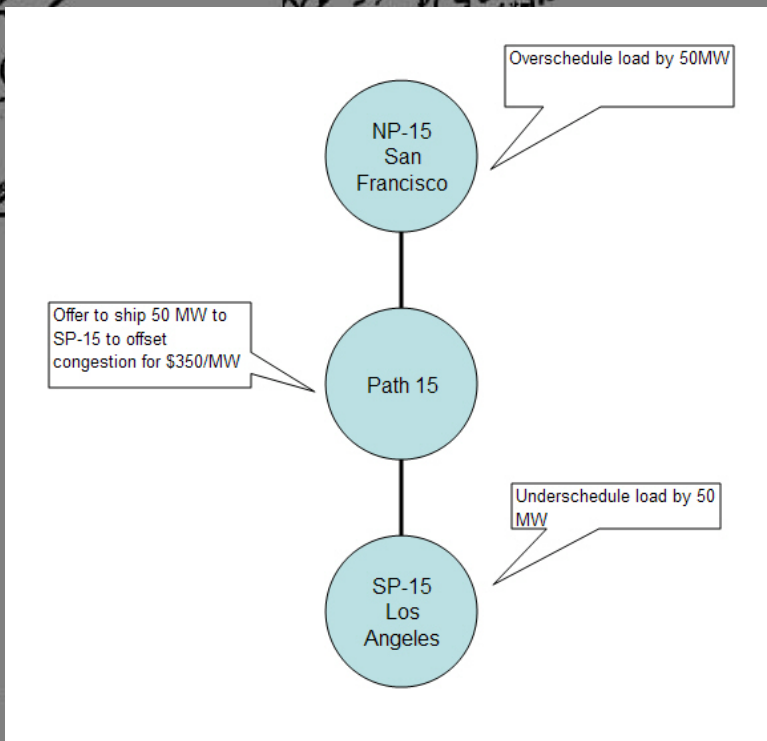 Overschedule load by 50MW
NP-15
San
Francisco
Offer to ship 50 MW to
SP-15 to offset
congestion for $350/MW
Path 15
Underschedule load by 50
MW
SP-15
Los
Angeles